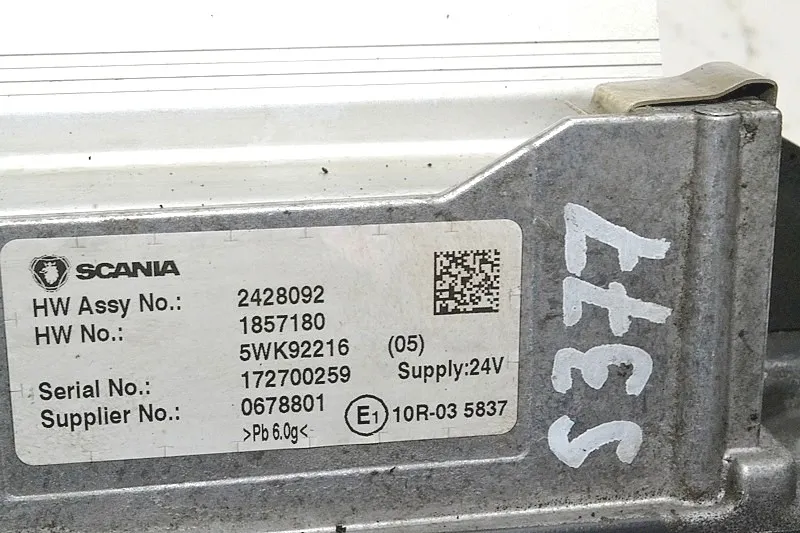 SCANIA
HW Assy No.: 2428092
HW No.: 1857180
5WK92216 (05)
Serial No.: 172700259 Supply:24V
Supplier No.: 0678801 E1 10R-03 5837
>Pb 6.0g<